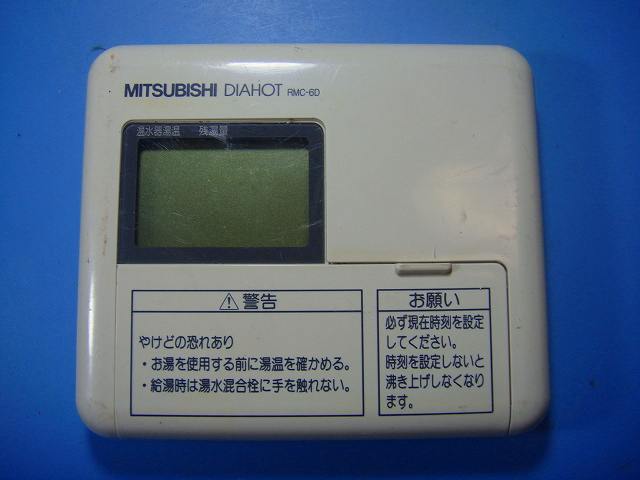 MITSUBISHI DIAHOT RMC-6D
温水器湯温 残湯量
⚠警告
やけどの恐れあり
・お湯を使用する前に湯温を確かめる。
・給湯時は湯水混合栓に手を触れない。
お願い
必ず現在時刻を設定
してください。
時刻を設定しないと
沸き上げしなくなり
ます。